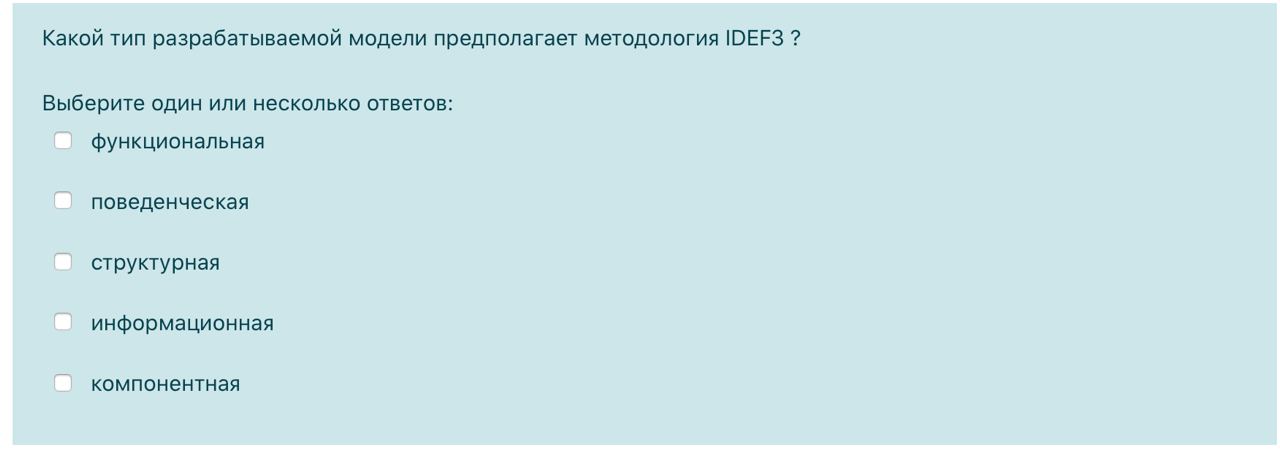 Какой тип разрабатываемой модели предполагает методология IDEF3 ?
Выберите один или несколько ответов:
функциональная
поведенческая
структурная
информационная
компонентная